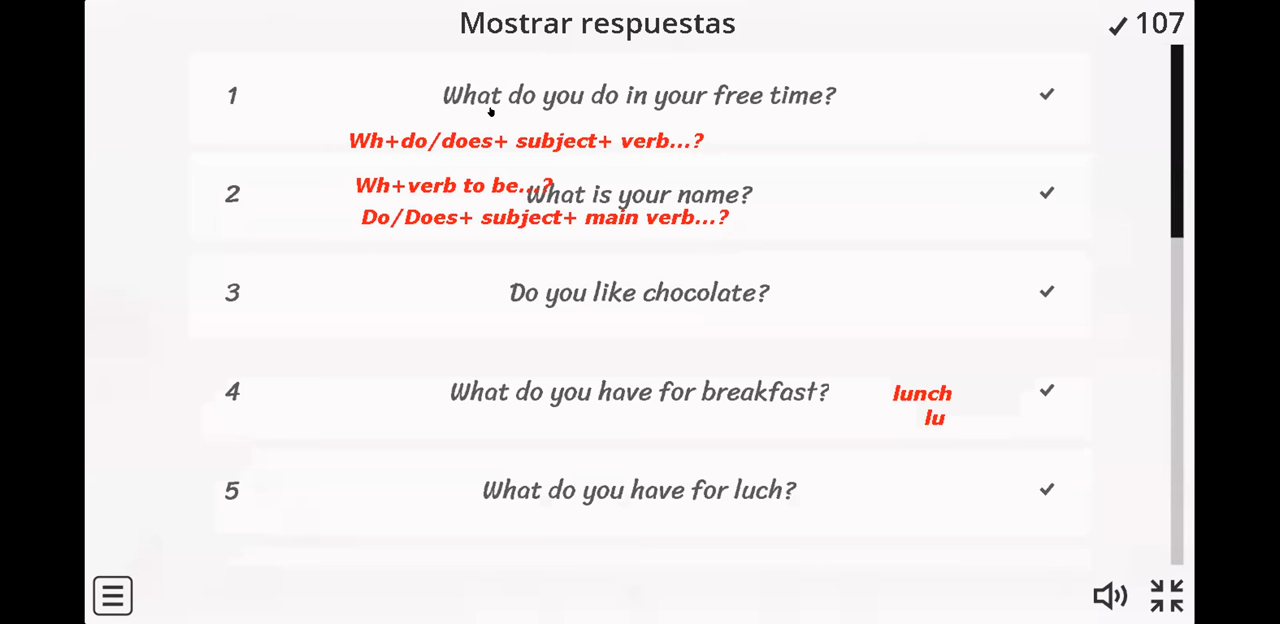 Mostrar respuestas
107
1 What do you do in your free time?
Wh+do/does+ subject+ verb...?
Wh+verb to be...?
2 What is your name?
Do/Does+ subject+ main verb...?
3 Do you like chocolate?
4 What do you have for breakfast?
lunch
lu
5 What do you have for luch?